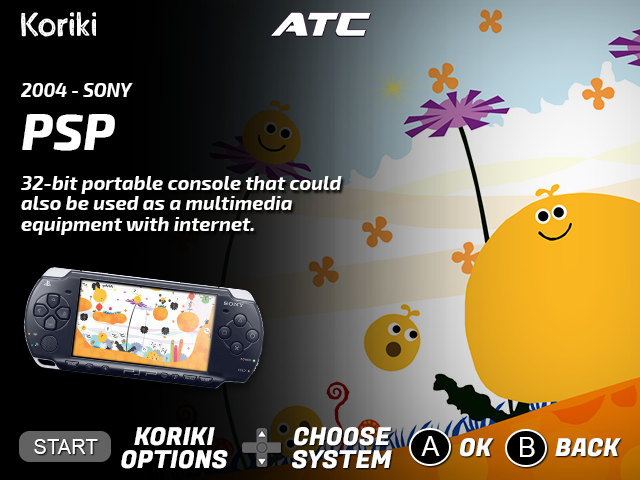 Koriki
ATC
2004 - SONY
PSP
32-bit portable console that could
also be used as a multimedia
equipment with internet.
SONY
START
KORIKI
OPTIONS
CHOOSE
SYSTEM
A
OK
B
BACK